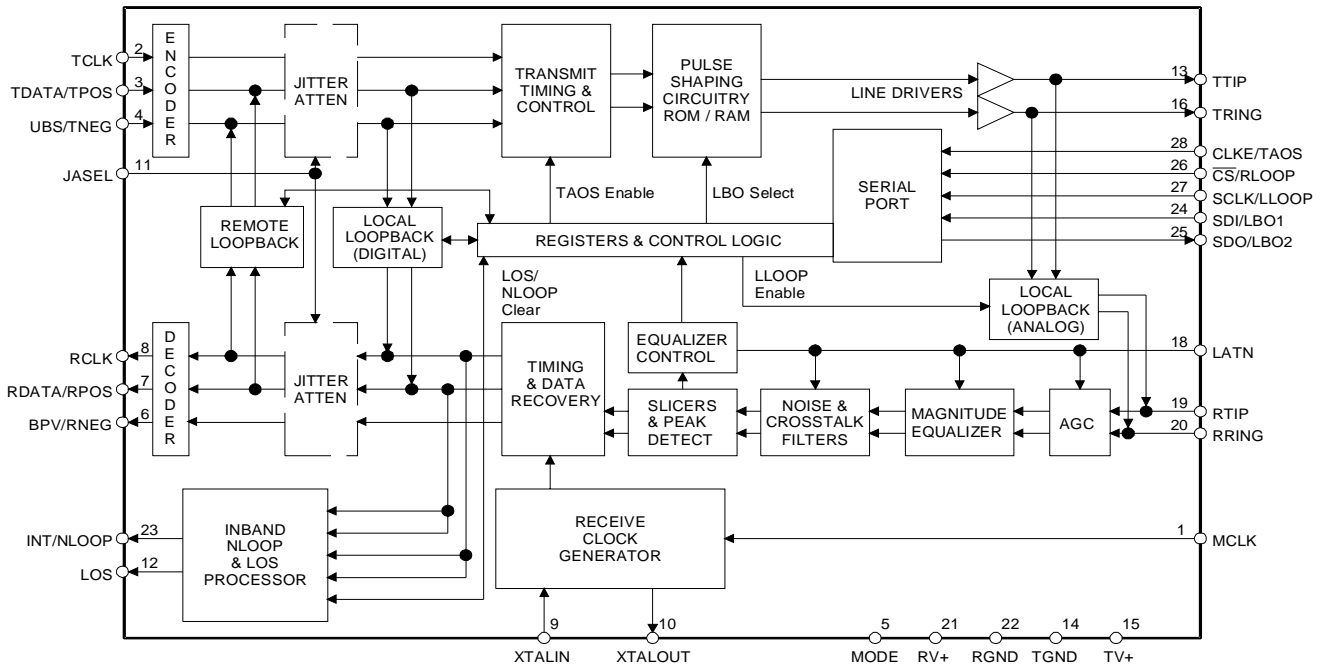 TCLK
2
TDATA/TPOS
3
UBS/TNEG
4
JASEL
11
ENCODER
JITTER
ATTEN
TRANSMIT
TIMING &
CONTROL
PULSE
SHAPING
CIRCUITRY
ROM / RAM
LINE DRIVERS
13
TTIP
16
TRING
28
CLKE/TAOS
26
CS/RLOOP
27
SCLK/LLOOP
24
SDI/LBO1
25
SDO/LBO2
SERIAL
PORT
TAOS Enable
LBO Select
REMOTE
LOOPBACK
LOCAL
LOOPBACK
(DIGITAL)
REGISTERS & CONTROL LOGIC
LOS/
NLOOP
Clear
LLOOP
Enable
LOCAL
LOOPBACK
(ANALOG)
RCLK
8
RDATA/RPOS
7
BPV/RNEG
6
DECODER
JITTER
ATTEN
TIMING
& DATA
RECOVERY
EQUALIZER
CONTROL
SLICERS
& PEAK
DETECT
NOISE &
CROSSTALK
FILTERS
MAGNITUDE
EQUALIZER
AGC
18
LATN
19
RTIP
20
RRING
INT/NLOOP
23
LOS
12
INBAND
NLOOP
& LOS
PROCESSOR
RECEIVE
CLOCK
GENERATOR
1
MCLK
9
XTALIN
10
XTALOUT
5
MODE
21
RV+
22
RGND
14
TGND
15
TV+